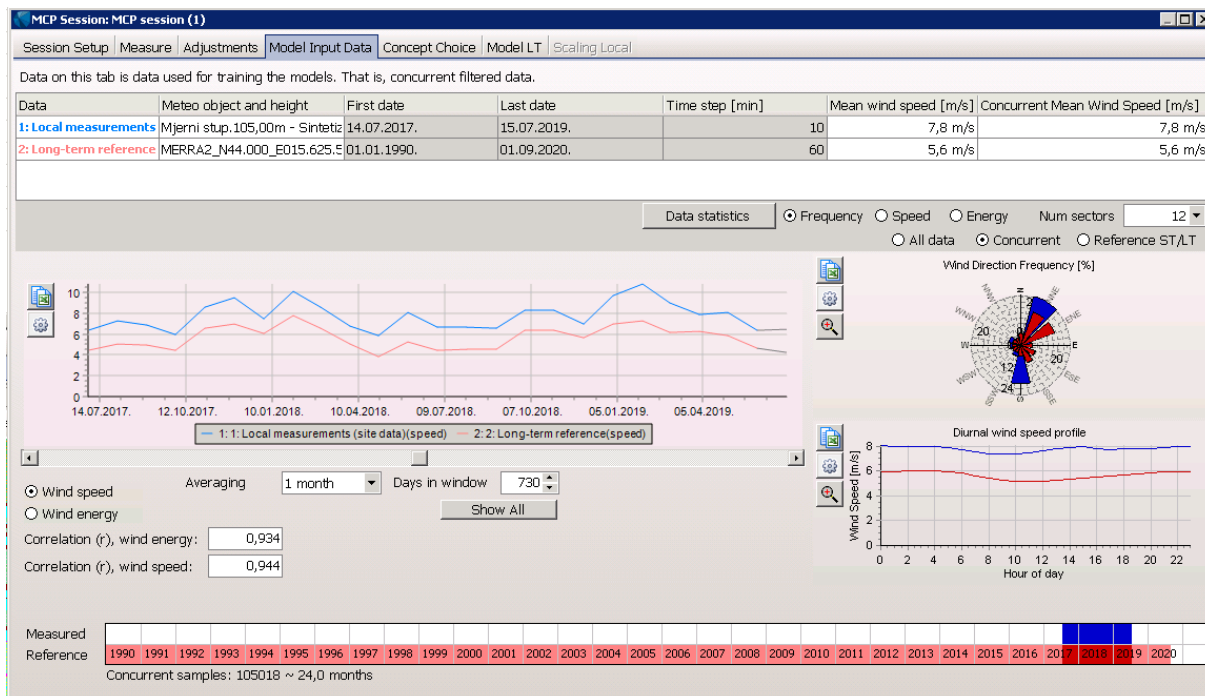 MCP Session: MCP session (1)
Session Setup Measure Adjustments Model Input Data Concept Choice Model LT Scaling Local
Data on this tab is data used for training the models. That is, concurrent filtered data.
Data Meteo object and height First date Last date Time step [min] Mean wind speed [m/s] Concurrent Mean Wind Speed [m/s]
1: Local measurements Mjerni stup.105,00m - Sintetiz 14.07.2017. 15.07.2019. 10 7,8 m/s 7,8 m/s
2: Long-term reference MERRA2_N44.000_E015.625.5 01.01.1990. 01.09.2020. 60 5,6 m/s 5,6 m/s
Data statistics Frequency Speed Energy Num sectors 12
All data Concurrent Reference ST/LT
Wind Direction Frequency [%]
N
NNW NNE
WNW ENE
20
W E
20
WSW 12 ESE
24
SSW S SSE
10
8
6
4
2
0
14.07.2017. 12.10.2017. 10.01.2018. 10.04.2018. 09.07.2018. 07.10.2018. 05.01.2019. 05.04.2019.
1: 1: Local measurements (site data)(speed) 2: 2: Long-term reference(speed)
Diurnal wind speed profile
Wind Speed [m/s]
8
6
4
2
0
0 2 4 6 8 10 12 14 16 18 20 22
Hour of day
Wind speed Averaging 1 month Days in window 730
Wind energy Show All
Correlation (r), wind energy: 0,934
Correlation (r), wind speed: 0,944
Measured
Reference 1990 1991 1992 1993 1994 1995 1996 1997 1998 1999 2000 2001 2002 2003 2004 2005 2006 2007 2008 2009 2010 2011 2012 2013 2014 2015 2016 2017 2018 2019 2020
Concurrent samples: 105018 ~ 24,0 months